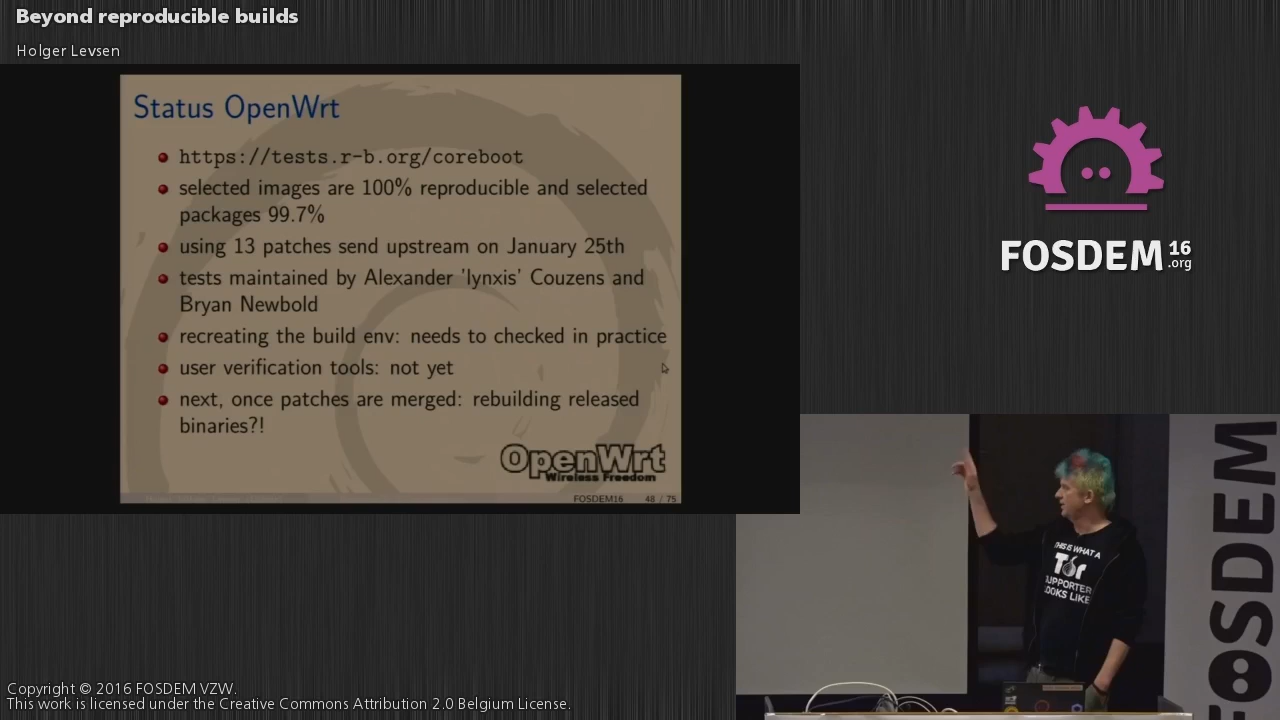 Beyond reproducible builds
Holger Levsen
Status OpenWrt
https://tests.r-b.org/coreboot
selected images are 100% reproducible and selected
packages 99.7%
using 13 patches send upstream on January 25th
tests maintained by Alexander 'lynxis' Couzens and
Bryan Newbold
recreating the build env: needs to checked in practice
user verification tools: not yet
next, once patches are merged: rebuilding released
binaries?!
OpenWrt
Wireless Freedom
FOSDEM16 48 / 75
FOSDEM 16
.org
THIS IS WHAT A
Tor
SUPPORTER
LOOKS LIKE
FOSDEM
Copyright © 2016 FOSDEM VZW.
This work is licensed under the Creative Commons Attribution 2.0 Belgium License.